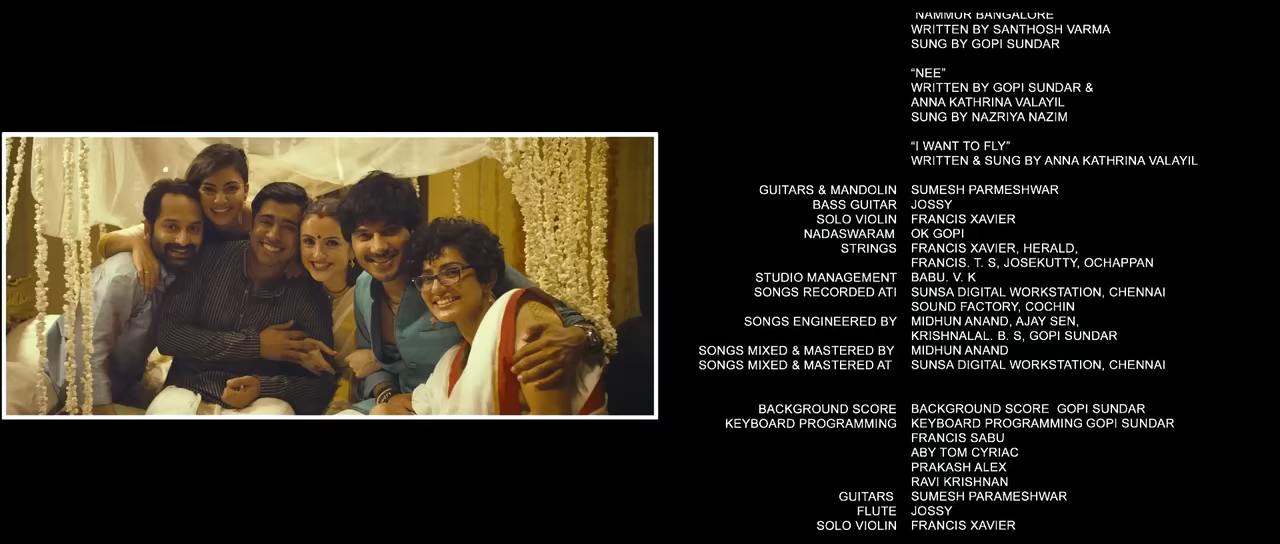 "NAMMUR BANGALORE
WRITTEN BY SANTHOSH VARMA
SUNG BY GOPI SUNDAR
“NEE”
WRITTEN BY GOPI SUNDAR &
ANNA KATHRINA VALAYIL
SUNG BY NAZRIYA NAZIM
“I WANT TO FLY”
WRITTEN & SUNG BY ANNA KATHRINA VALAYIL
GUITARS & MANDOLIN SUMESH PARMESHWAR
BASS GUITAR JOSSY
SOLO VIOLIN FRANCIS XAVIER
NADASWARAM OK GOPI
STRINGS FRANCIS XAVIER, HERALD,
FRANCIS. T. S, JOSEKUTTY, OCHAPPAN
STUDIO MANAGEMENT BABU. V. K
SONGS RECORDED ATI SUNSA DIGITAL WORKSTATION, CHENNAI
SOUND FACTORY, COCHIN
SONGS ENGINEERED BY MIDHUN ANAND, AJAY SEN,
KRISHNALAL. B. S, GOPI SUNDAR
SONGS MIXED & MASTERED BY MIDHUN ANAND
SONGS MIXED & MASTERED AT SUNSA DIGITAL WORKSTATION, CHENNAI
BACKGROUND SCORE BACKGROUND SCORE GOPI SUNDAR
KEYBOARD PROGRAMMING KEYBOARD PROGRAMMING GOPI SUNDAR
FRANCIS SABU
ABY TOM CYRIAC
PRAKASH ALEX
RAVI KRISHNAN
GUITARS SUMESH PARAMESHWAR
FLUTE JOSSY
SOLO VIOLIN FRANCIS XAVIER